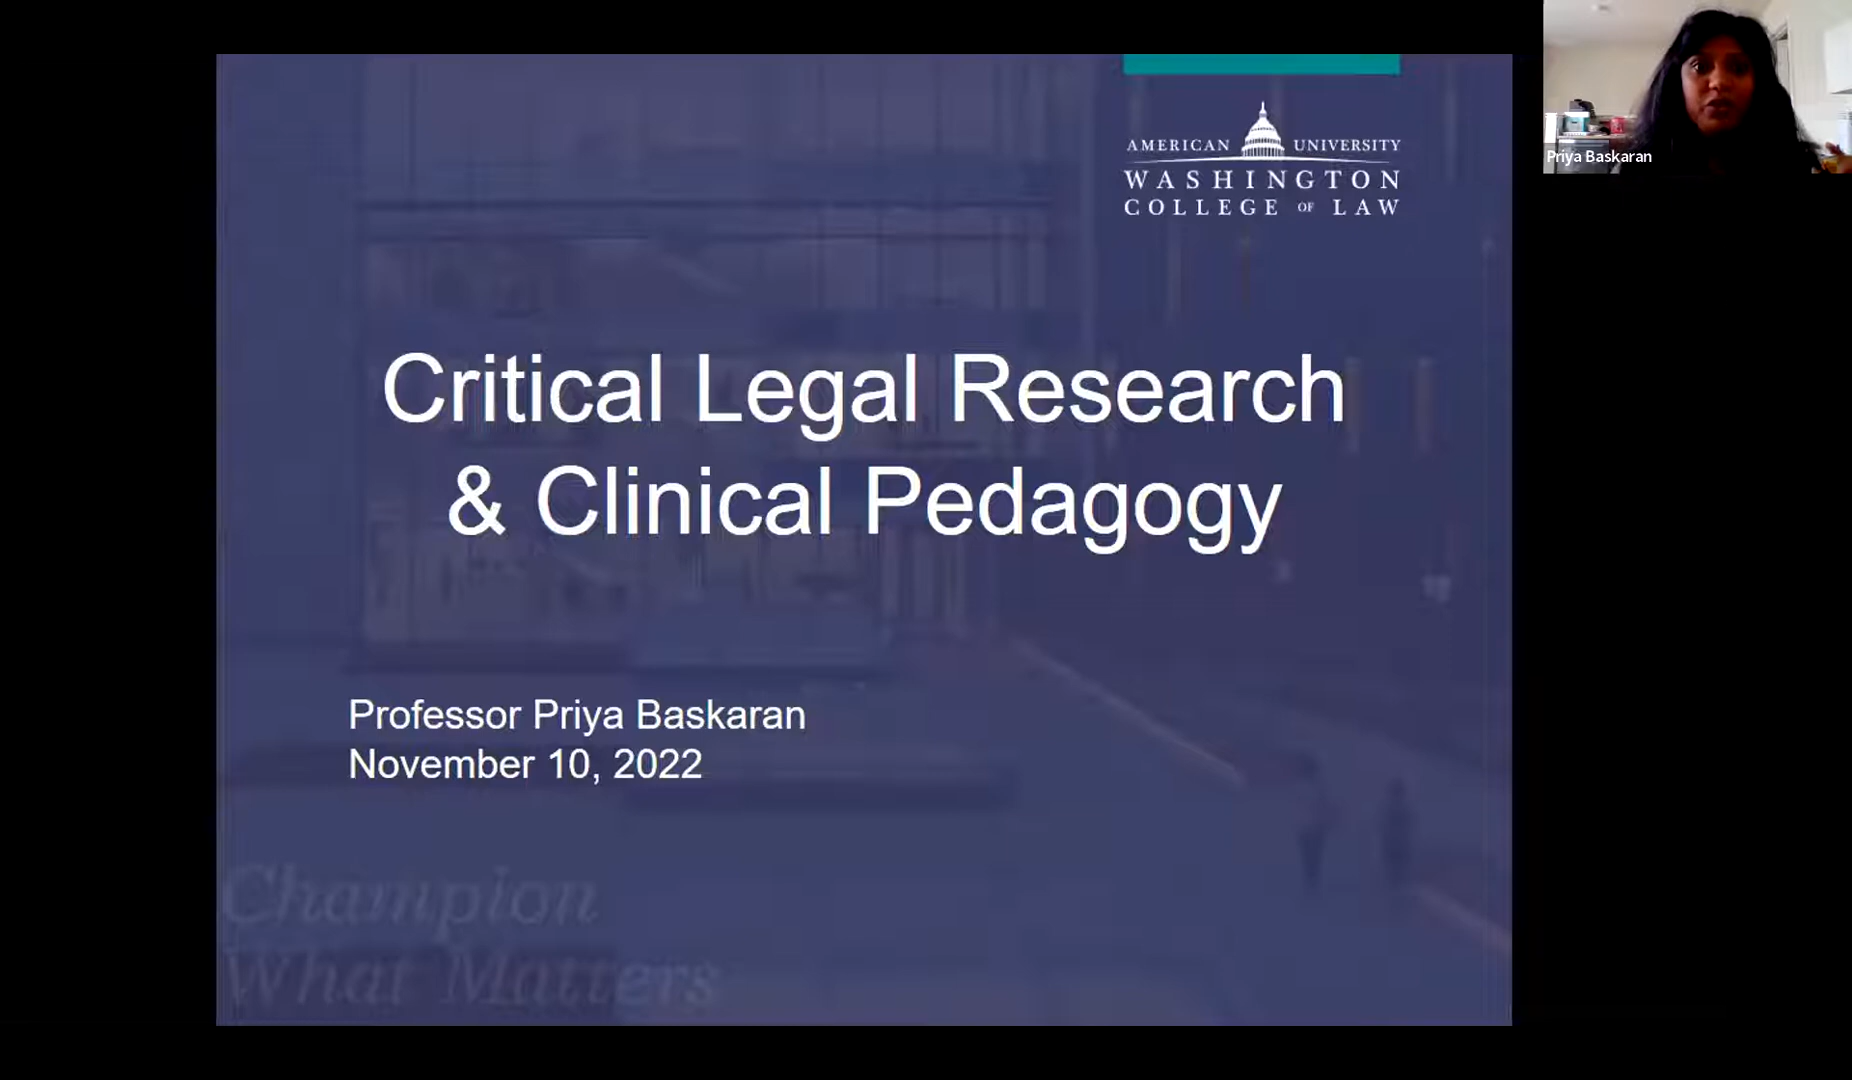 AMERICAN UNIVERSITY
WASHINGTON
COLLEGE OF LAW
Priya Baskaran
Critical Legal Research
& Clinical Pedagogy
Professor Priya Baskaran
November 10, 2022
Champion
What Matters